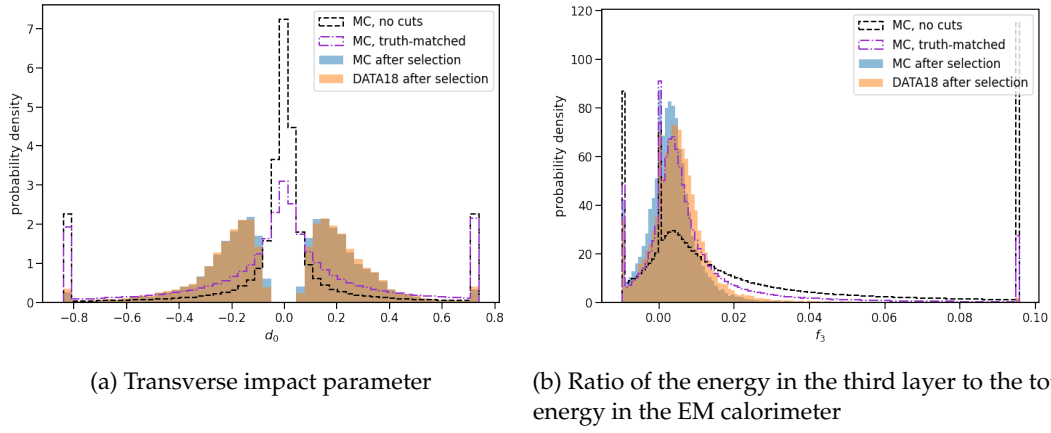 MC, no cuts
MC, truth-matched
MC after selection
DATA18 after selection
probability density
7
6
5
4
3
2
1
0
−0.8 −0.6 −0.4 −0.2 0.0 0.2 0.4 0.6 0.8
d0
(a) Transverse impact parameter
MC, no cuts
MC, truth-matched
MC after selection
DATA18 after selection
probability density
120
100
80
60
40
20
0
0.00 0.02 0.04 0.06 0.08 0.10
f3
(b) Ratio of the energy in the third layer to the to
energy in the EM calorimeter